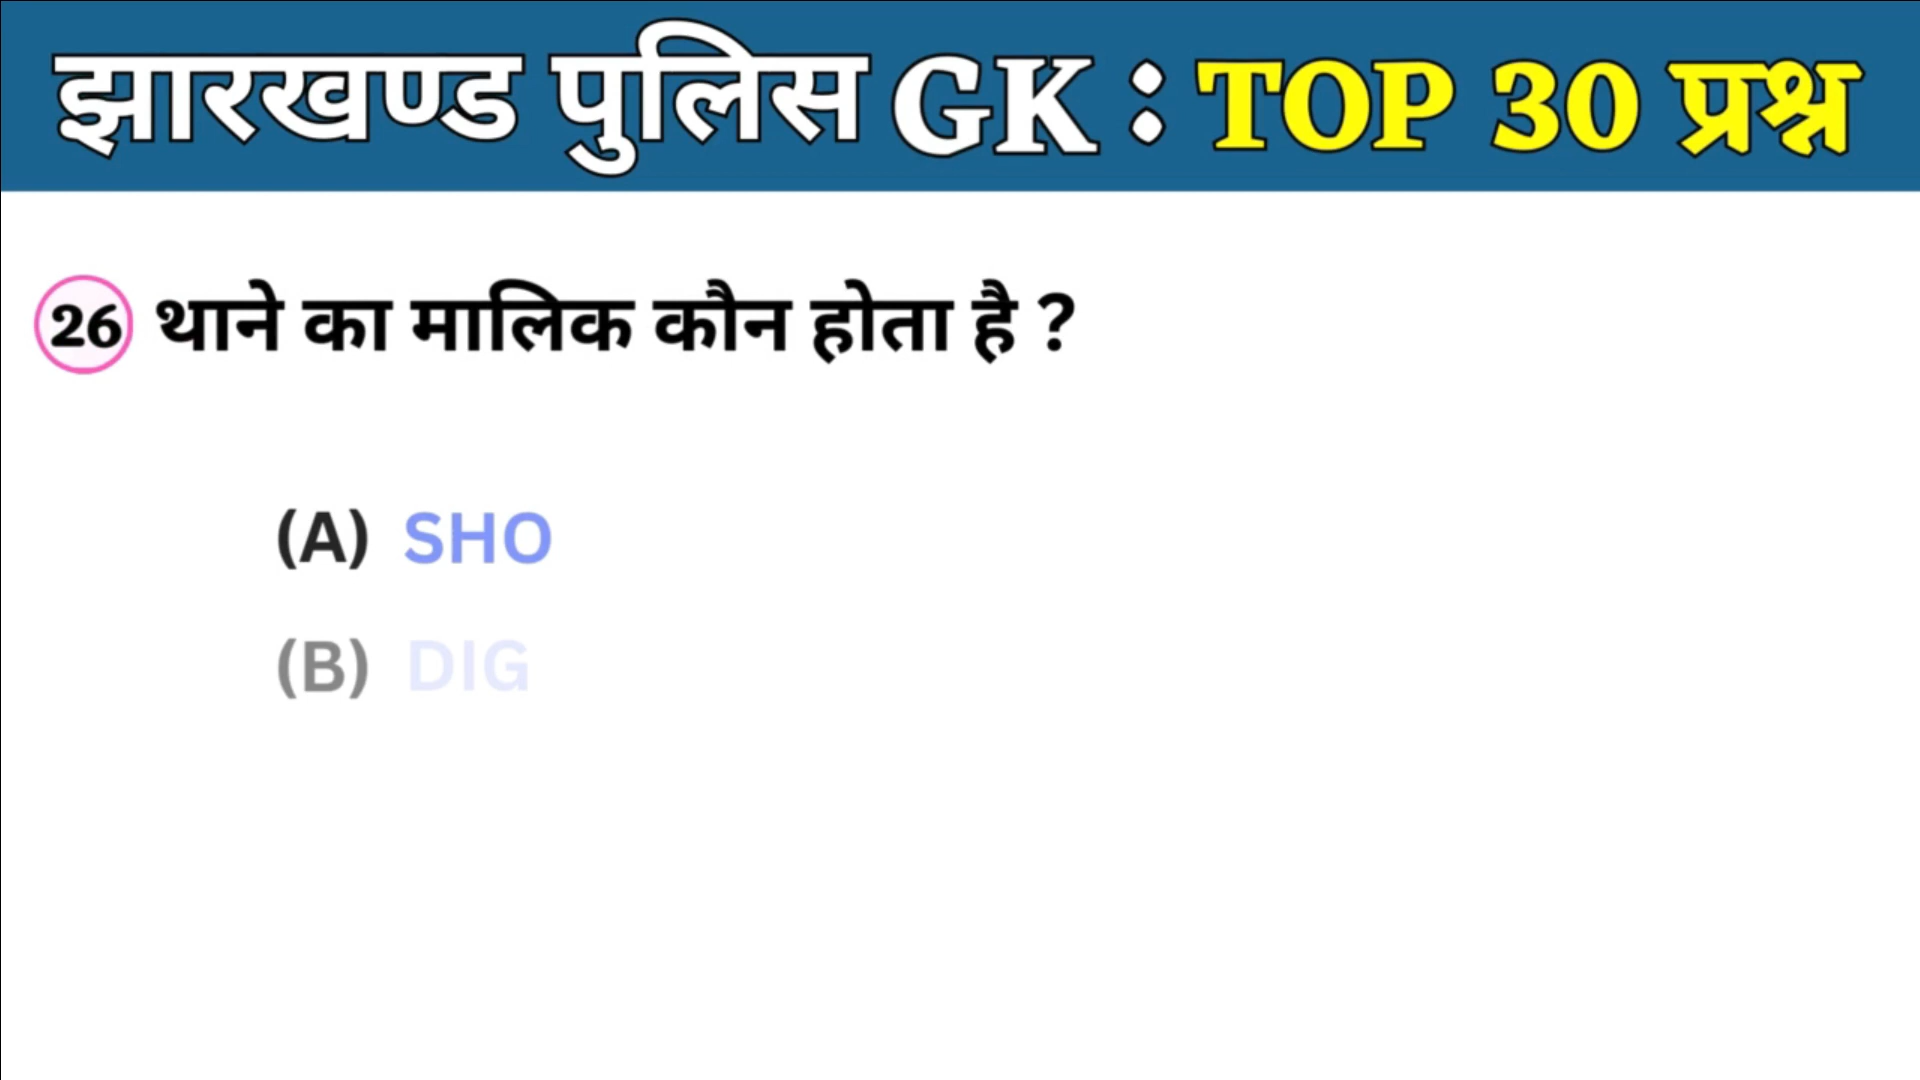 झारखण्ड पुलिस GK : TOP 30 प्रश्न
26 थाने का मालिक कौन होता है ?
(A) SHO
(B) DIG